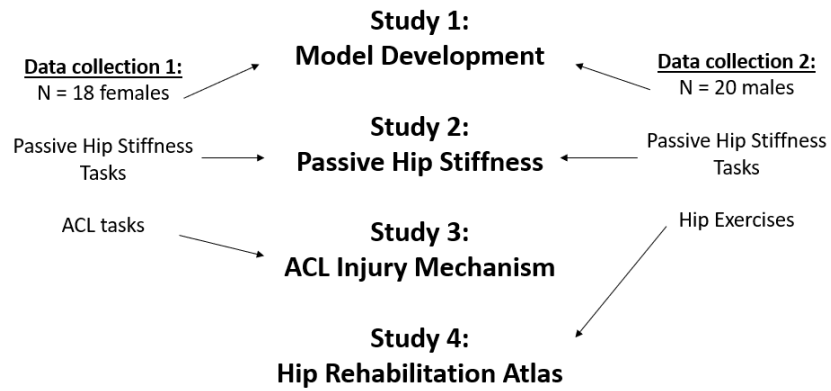 Study 1:
Model Development
Data collection 1:
N = 18 females
Data collection 2:
N = 20 males
Study 2:
Passive Hip Stiffness
Passive Hip Stiffness
Tasks
Passive Hip Stiffness
Tasks
ACL tasks
Study 3:
ACL Injury Mechanism
Hip Exercises
Study 4:
Hip Rehabilitation Atlas